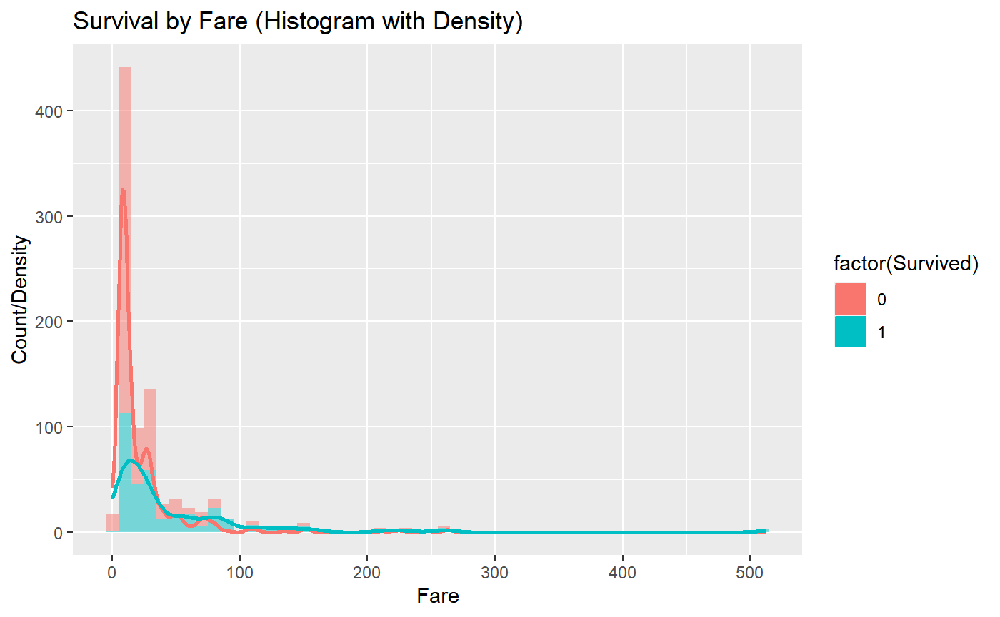 Survival by Fare (Histogram with Density)
Count/Density
400
300
200
100
0
0 100 200 300 400 500
Fare
factor(Survived)
0
1